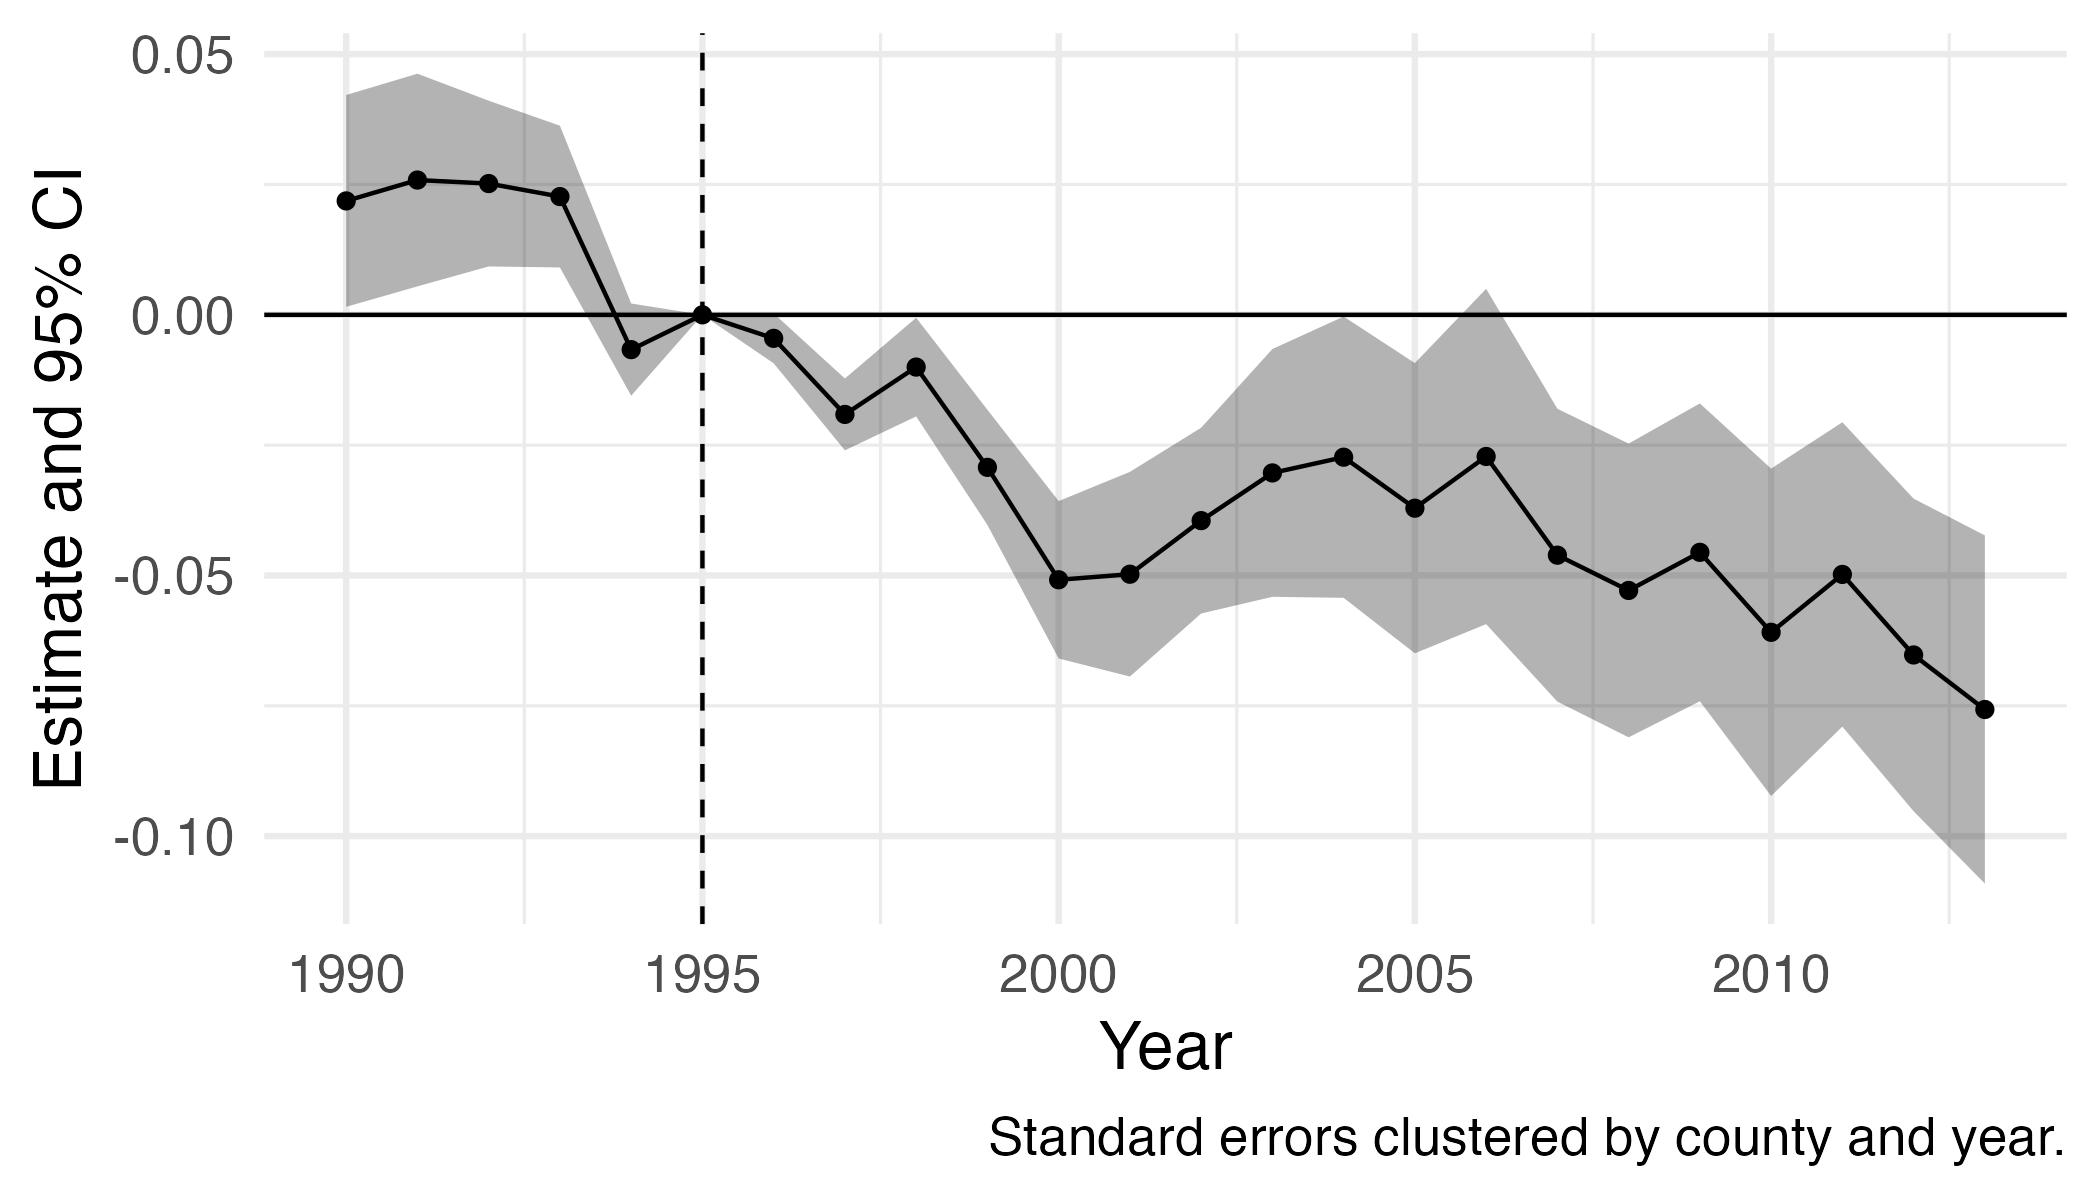 Estimate and 95% CI
0.05
0.00
-0.05
-0.10
1990 1995 2000 2005 2010
Year
Standard errors clustered by county and year.